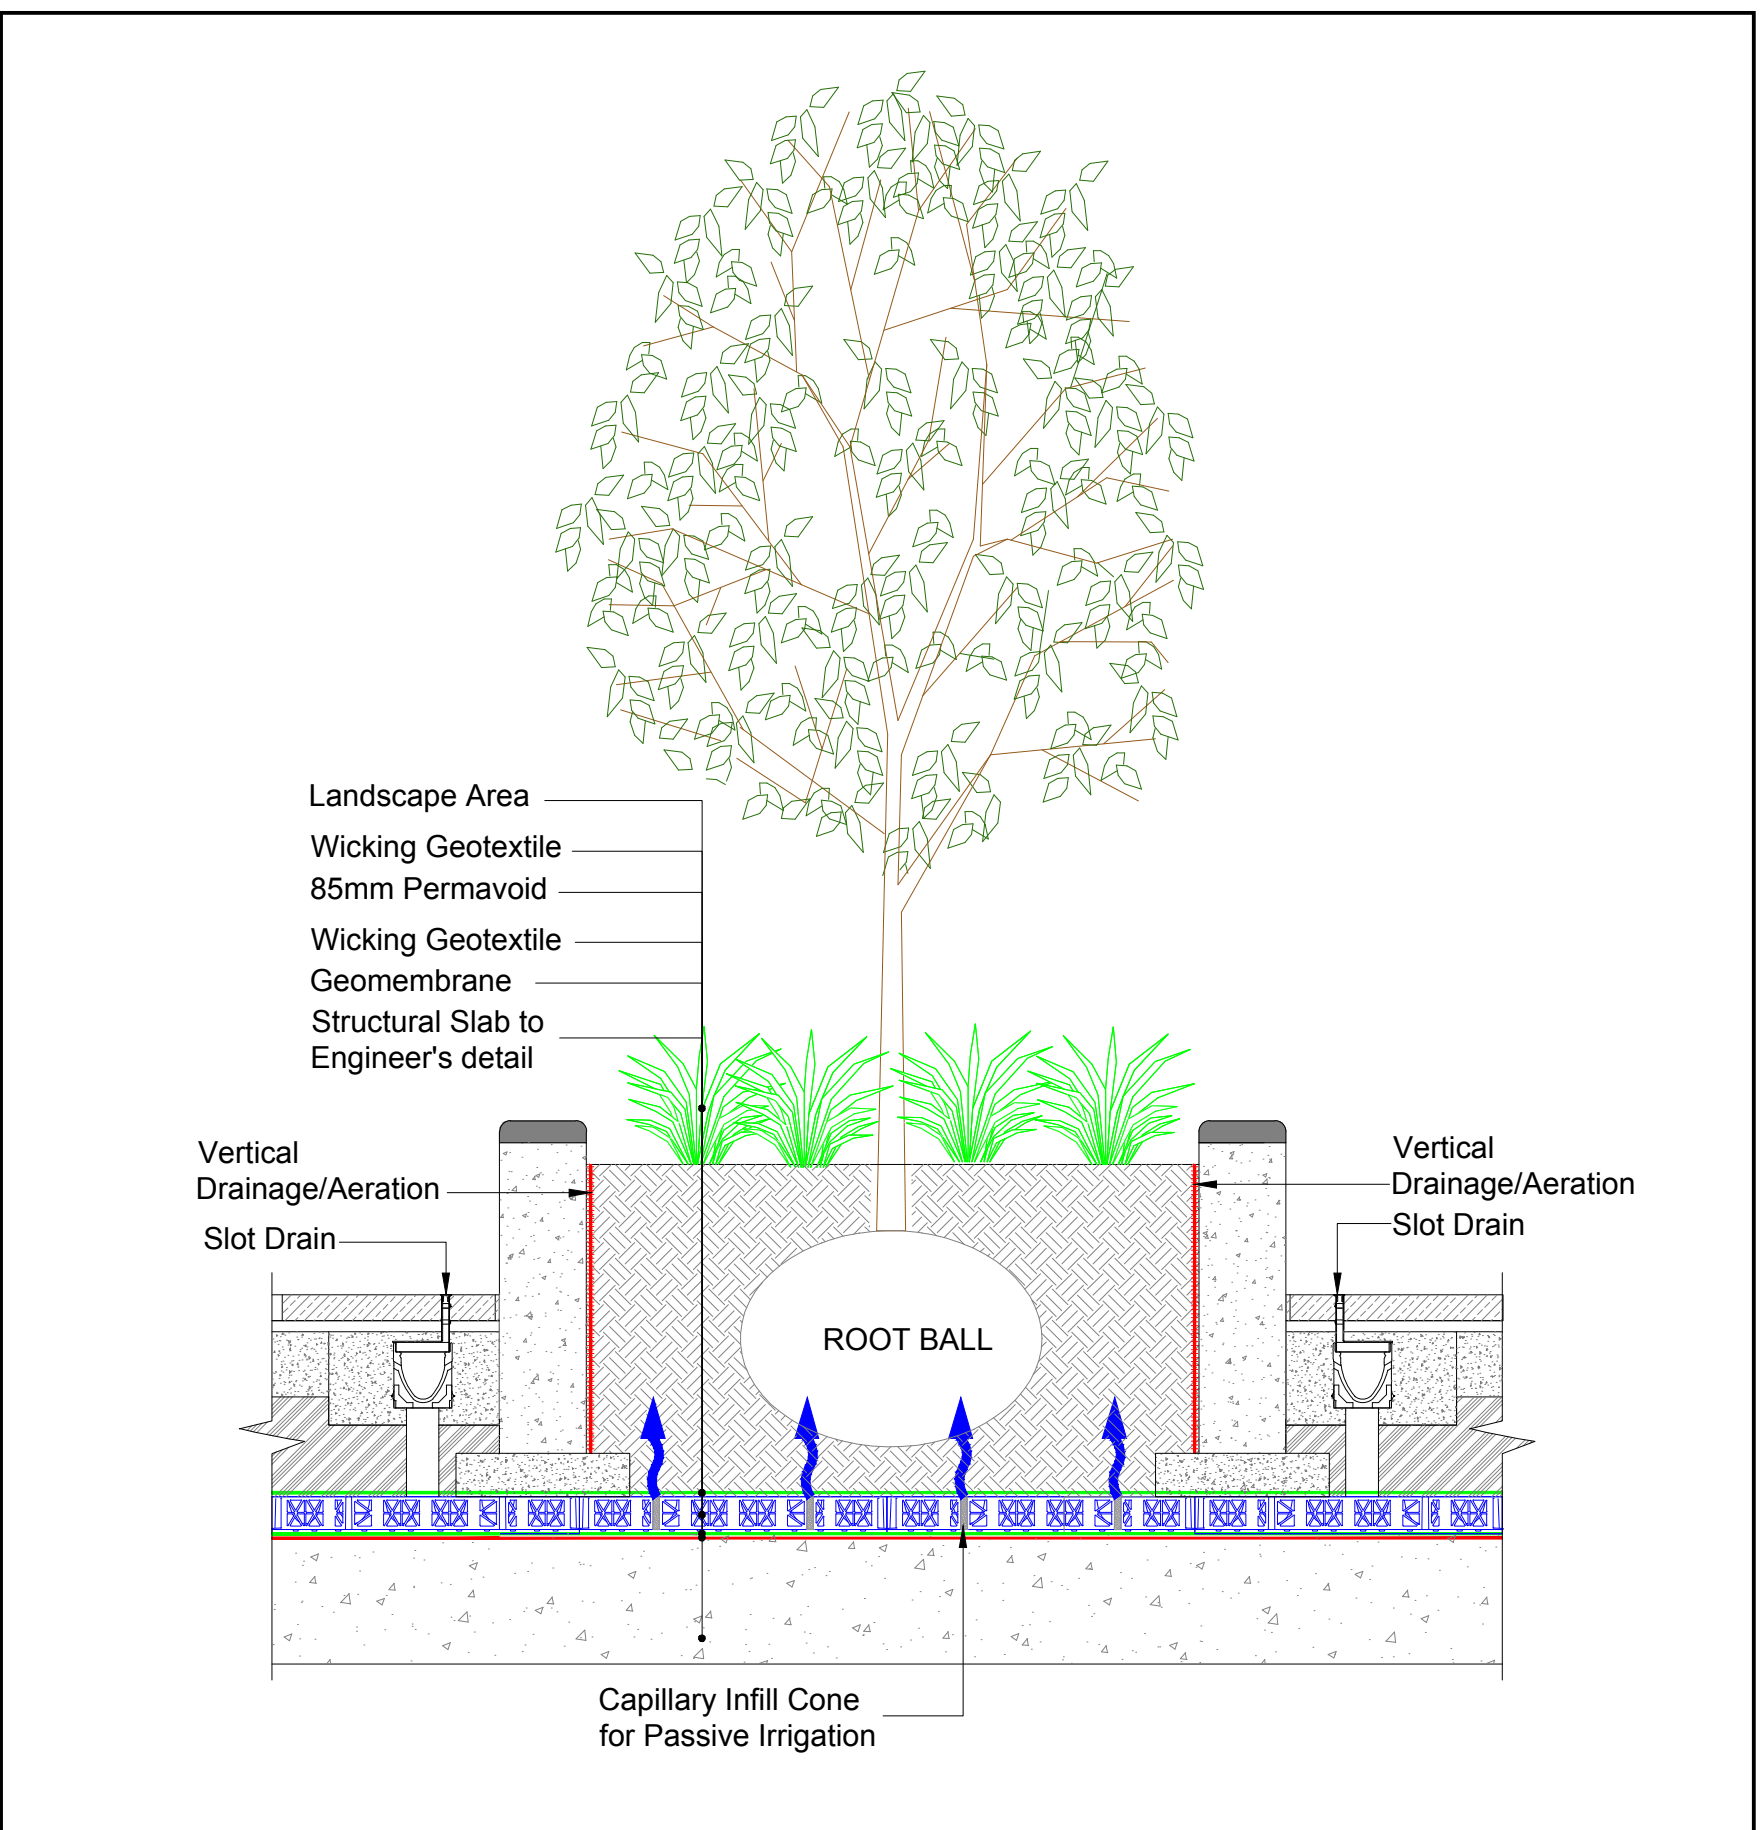 Landscape Area
Wicking Geotextile
85mm Permavoid
Wicking Geotextile
Geomembrane
Structural Slab to
Engineer's detail
Vertical
Drainage/Aeration
Slot Drain
Vertical
Drainage/Aeration
Slot Drain
ROOT BALL
Capillary Infill Cone
for Passive Irrigation